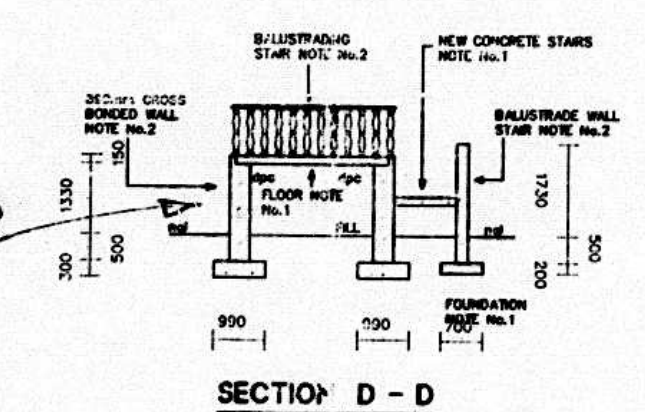 BALUSTRADING
STAIR NOTE No.2
NEW CONCRETE STAIRS
NOTE No.1
CROSS
BONDED WALL
NOTE No.2
BALUSTRADE WALL
STAIR NOTE No.2
150
1330
500
300
dpc
dpc
FLOOR NOTE
No.1
ngl
FILL
ngl
1730
500
200
FOUNDATION
NOTE No.1
990
990
700
SECTION D - D